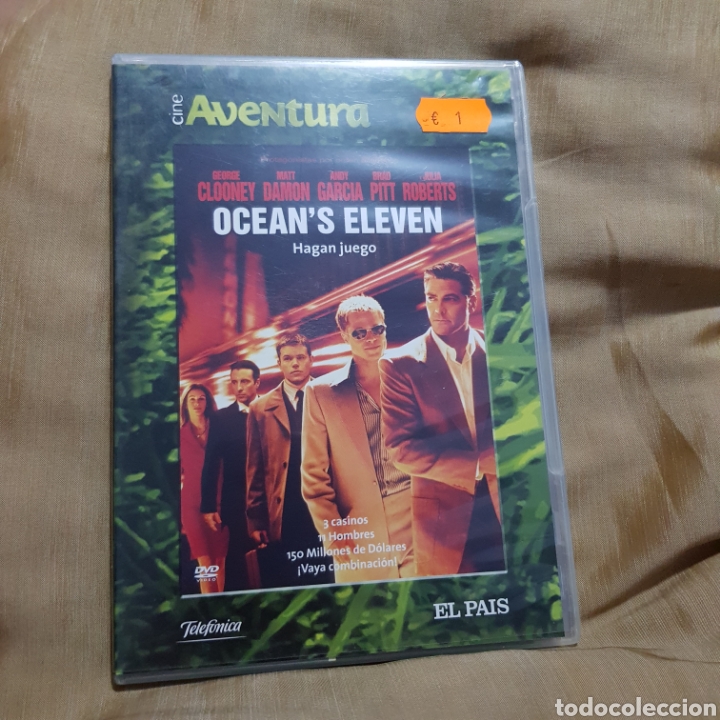 cine Aventura
€ 1
GEORGE MATT ANDY BRAD JULIA
CLOONEY DAMON GARCIA PITT ROBERTS
OCEAN'S ELEVEN
Hagan juego
3 casinos
11 Hombres
150 Millones de Dólares
¡Vaya combinación!
DVD
VIDEO
Telefónica
EL PAIS
todocoleccion